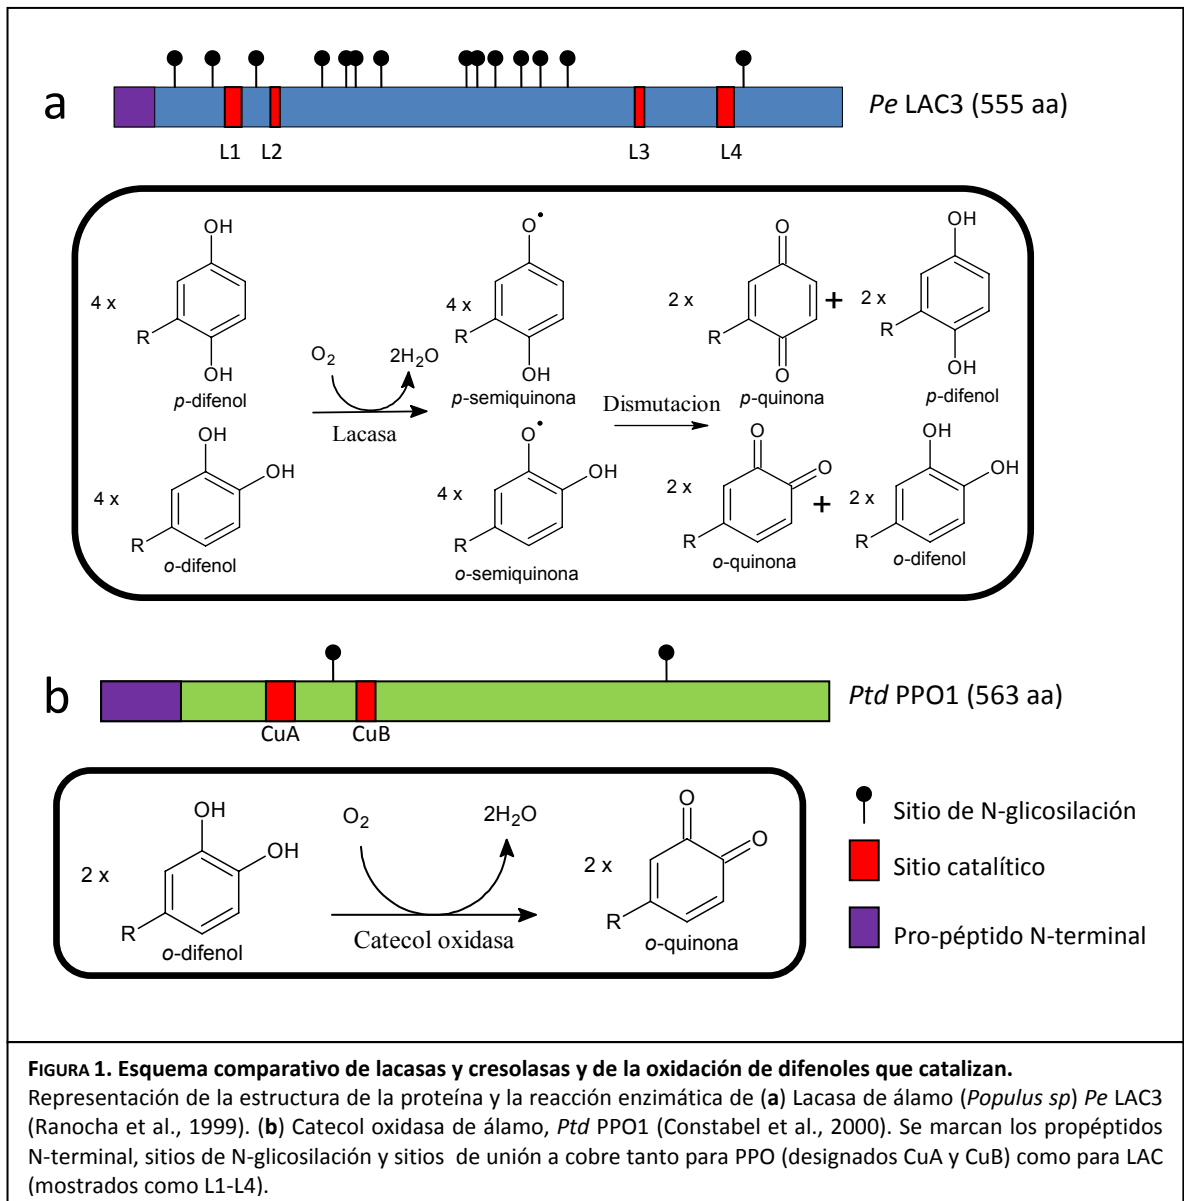 a
Pe LAC3 (555 aa)
L1 L2 L3 L4
OH
4 x
R
OH
p-difenol
O₂
2H₂O
Lacasa
O•
4 x
R
OH
p-semiquinona
Dismutacion
O
2 x
R
O
p-quinona
+
OH
2 x
R
OH
p-difenol
OH
OH
4 x
R
o-difenol
O•
OH
4 x
R
o-semiquinona
O
O
2 x
R
o-quinona
+
OH
OH
2 x
R
o-difenol
b
Ptd PPO1 (563 aa)
CuA CuB
OH
OH
2 x
R
o-difenol
O₂
2H₂O
Catecol oxidasa
O
O
2 x
R
o-quinona
Sitio de N-glicosilación
Sitio catalítico
Pro-péptido N-terminal
FIGURA 1. Esquema comparativo de lacasas y cresolasas y de la oxidación de difenoles que catalizan.
Representación de la estructura de la proteína y la reacción enzimática de (a) Lacasa de álamo (Populus sp) Pe LAC3
(Ranocha et al., 1999). (b) Catecol oxidasa de álamo, Ptd PPO1 (Constabel et al., 2000). Se marcan los propéptidos
N-terminal, sitios de N-glicosilación y sitios de unión a cobre tanto para PPO (designados CuA y CuB) como para LAC
(mostrados como L1-L4).